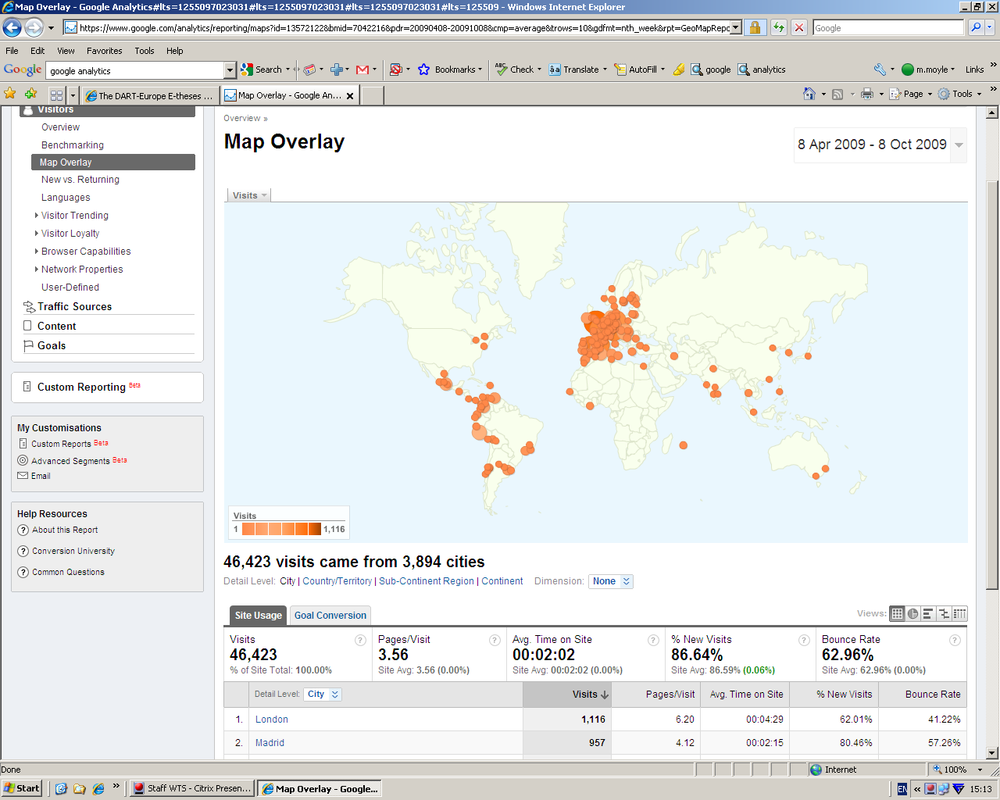 Map Overlay - Google Analytics#lts=1255097023031#lts=1255097023031#lts=1255097023031#lts=125509 - Windows Internet Explorer
https://www.google.com/analytics/reporting/maps?id=13572122&bmid=7042216&pdr=20090408-20091008&cmp=average&trows=10&gdfmt=nth_week&rpt=GeoMapRepo
Google
File Edit View Favorites Tools Help
Google google analytics Search Bookmarks Check Translate AutoFill google analytics m.moyle Links
The DART-Europe E-theses ... Map Overlay - Google An... Page Tools
Visitors
Overview
Benchmarking
Map Overlay
New vs. Returning
Languages
Visitor Trending
Visitor Loyalty
Browser Capabilities
Network Properties
User-Defined
Traffic Sources
Content
Goals
Custom Reporting Beta
My Customisations
Custom Reports Beta
Advanced Segments Beta
Email
Help Resources
About this Report
Conversion University
Common Questions
Overview »
Map Overlay
8 Apr 2009 - 8 Oct 2009
Visits
Visits
1 1,116
46,423 visits came from 3,894 cities
Detail Level: City | Country/Territory | Sub-Continent Region | Continent Dimension: None
Site Usage Goal Conversion Views:
Visits Pages/Visit Avg. Time on Site % New Visits Bounce Rate
46,423 3.56 00:02:02 86.64% 62.96%
% of Site Total: 100.00% Site Avg: 3.56 (0.00%) Site Avg: 00:02:02 (0.00%) Site Avg: 86.59% (0.06%) Site Avg: 62.96% (0.00%)
Detail Level: City Visits Pages/Visit Avg. Time on Site % New Visits Bounce Rate
1. London 1,116 6.20 00:04:29 62.01% 41.22%
2. Madrid 957 4.12 00:02:15 80.46% 57.26%
Done Internet 100%
Start Staff WTS - Citrix Presen... Map Overlay - Google... EN 15:13